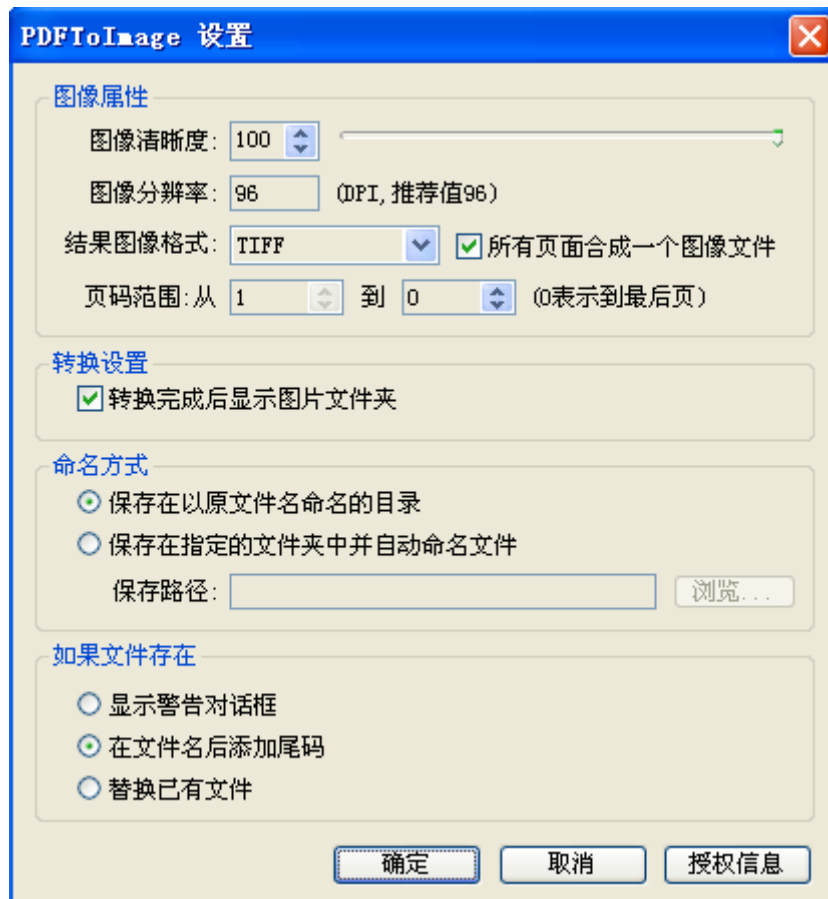 PDFToImage 设置
图像属性
图像清晰度: 100
图像分辨率: 96 (DPI,推荐值96)
结果图像格式: TIFF 所有页面合成一个图像文件
页码范围:从 1 到 0 (0表示到最后页)
转换设置
转换完成后显示图片文件夹
命名方式
保存在以原文件名命名的目录
保存在指定的文件夹中并自动命名文件
保存路径: 浏览...
如果文件存在
显示警告对话框
在文件名后添加尾码
替换已有文件
确定 取消 授权信息